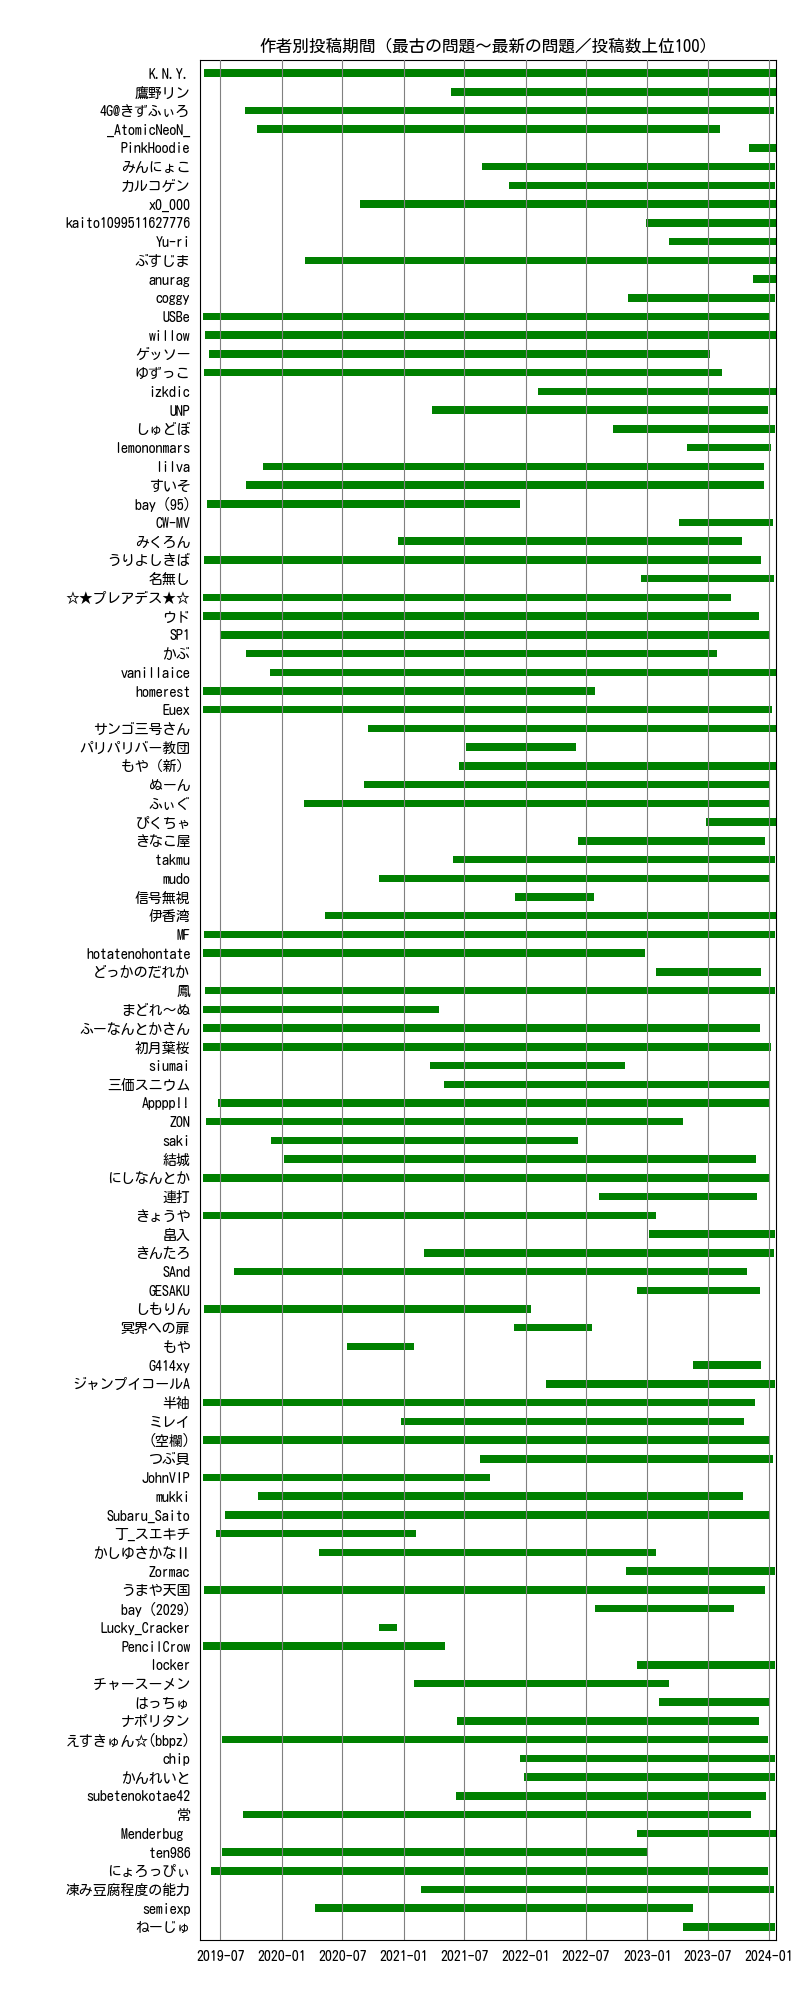 作者別投稿期間（最古の問題～最新の問題／投稿数上位100）
K.N.Y.
鷹野リン
4G@きずふぃろ
_AtomicNeoN_
PinkHoodie
みんにょこ
カルコゲン
x0_000
kaito1099511627776
Yu-ri
ぶすじま
anurag
coggy
USBe
willow
ゲッソー
ゆずっこ
izkdic
UNP
しゅどぼ
lemononmars
lilva
すいそ
bay (95)
CW-MV
みくろん
うりよしきば
名無し
☆★プレアデス★☆
ウド
SP1
かぶ
vanillaice
homerest
Euex
サンゴ三号さん
パリパリバー教団
もや（新）
ぬーん
ふぃぐ
ぴくちゃ
きなこ屋
takmu
mudo
信号無視
伊香湾
MF
hotatenohontate
どっかのだれか
鳳
まどれ～ぬ
ふーなんとかさん
初月葉桜
siumai
三価スニウム
Appppll
ZON
saki
結城
にしなんとか
連打
きょうや
畠入
きんたろ
SAnd
GESAKU
しもりん
冥界への扉
もや
G414xy
ジャンプイコールA
半袖
ミレイ
(空欄)
つぶ貝
JohnVIP
mukki
Subaru_Saito
丁_スエキチ
かしゆさかなII
Zormac
うまや天国
bay (2029)
Lucky_Cracker
PencilCrow
locker
チャースーメン
はっちゅ
ナポリタン
えすきゅん☆(bbpz)
chip
かんれいと
subetenokotae42
常
Menderbug
ten986
にょろっぴぃ
凍み豆腐程度の能力
semiexp
ねーじゅ
2019-07 2020-01 2020-07 2021-01 2021-07 2022-01 2022-07 2023-01 2023-07 2024-01